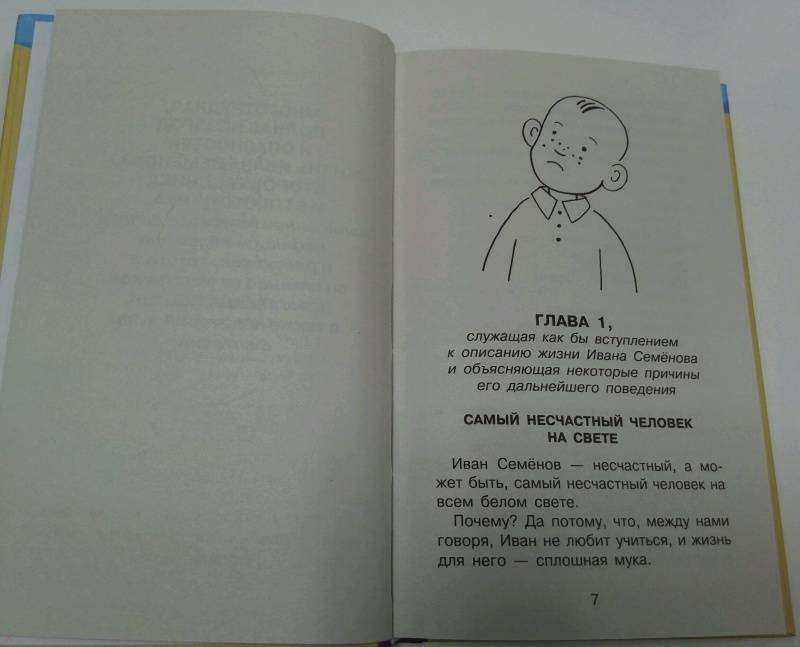 ГЛАВА 1,
служащая как бы вступлением
к описанию жизни Ивана Семёнова
и объясняющая некоторые причины
его дальнейшего поведения
САМЫЙ НЕСЧАСТНЫЙ ЧЕЛОВЕК
НА СВЕТЕ
Иван Семёнов — несчастный, а мо-
жет быть, самый несчастный человек на
всем белом свете.
Почему? Да потому, что, между нами
говоря, Иван не любит учиться, и жизнь
для него — сплошная мука.
7